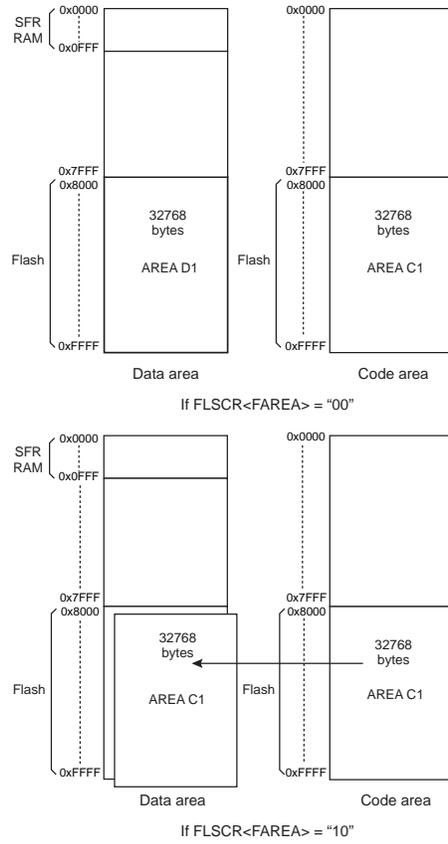 0x0000
SFR
RAM
0x0FFF
0x7FFF
0x8000
32768
bytes
Flash
AREA D1
0xFFFF
Data area
0x0000
0x7FFF
0x8000
32768
bytes
Flash
AREA C1
0xFFFF
Code area
If FLSCR<FAREA> = “00”
0x0000
SFR
RAM
0x0FFF
0x7FFF
0x8000
32768
bytes
Flash
AREA C1
0xFFFF
Data area
0x0000
0x7FFF
0x8000
32768
bytes
Flash
AREA C1
0xFFFF
Code area
If FLSCR<FAREA> = “10”